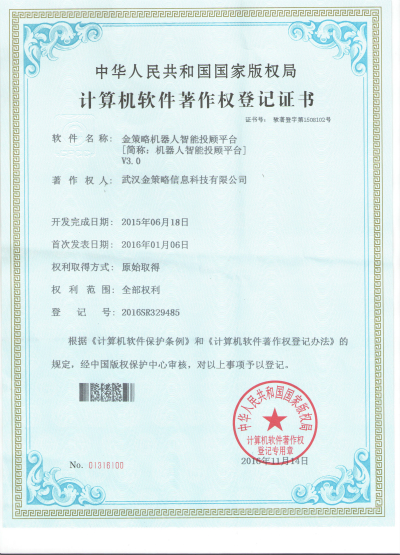 中华人民共和国国家版权局
计算机软件著作权登记证书
证书号： 软著登字第1508102号
软件名称： 金策略机器人智能投顾平台
[简称：机器人智能投顾平台]
V3.0
著作权人： 武汉金策略信息科技有限公司
开发完成日期： 2015年06月18日
首次发表日期： 2016年01月06日
权利取得方式： 原始取得
权利范围： 全部权利
登记号： 2016SR329485
根据《计算机软件保护条例》和《计算机软件著作权登记办法》的
规定，经中国版权保护中心审核，对以上事项予以登记。
中华人民共和国国家版权局
计算机软件著作权
登记专用章
No. 01316100
2016年11月14日